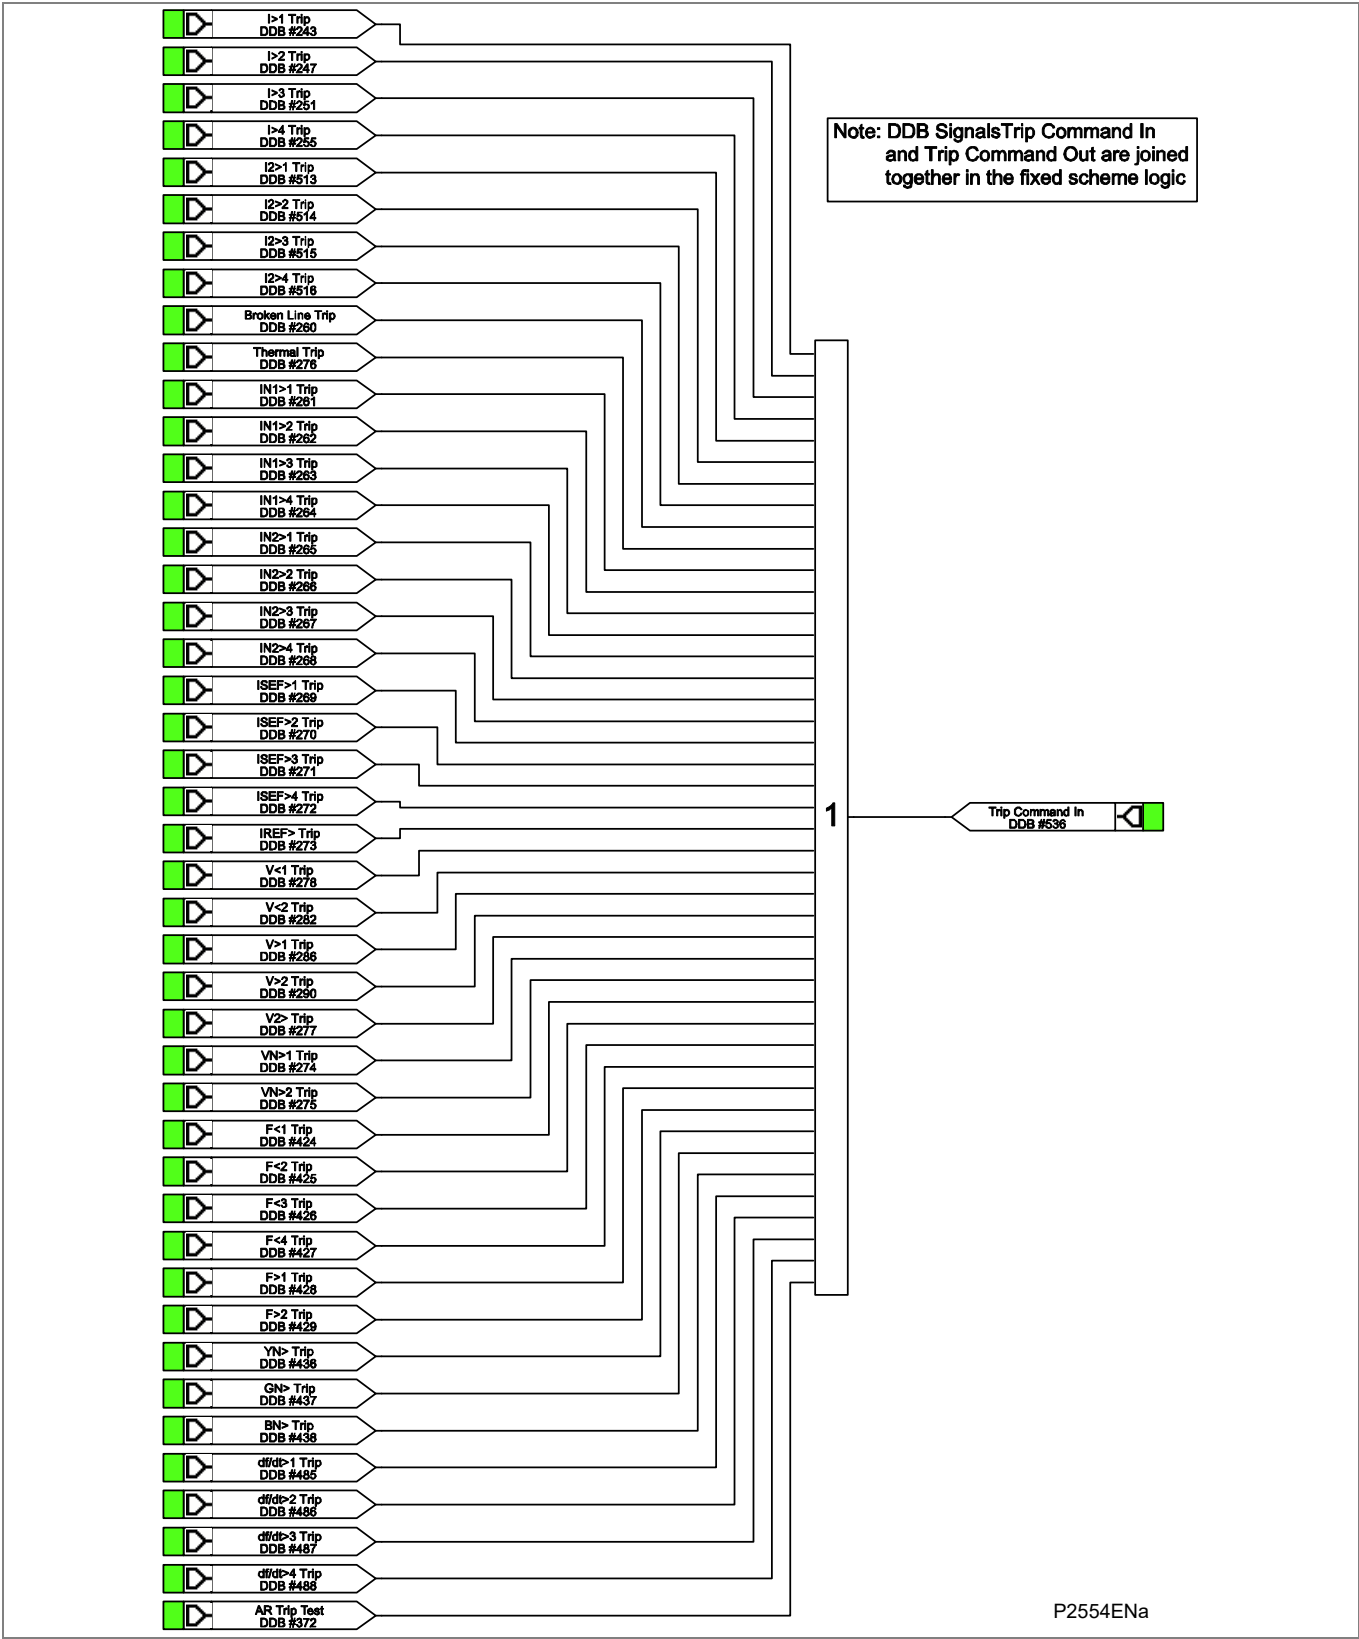 I>1 Trip
DDB #243
I>2 Trip
DDB #247
I>3 Trip
DDB #251
I>4 Trip
DDB #255
I2>1 Trip
DDB #513
I2>2 Trip
DDB #514
I2>3 Trip
DDB #515
I2>4 Trip
DDB #516
Broken Line Trip
DDB #260
Thermal Trip
DDB #276
IN1>1 Trip
DDB #261
IN1>2 Trip
DDB #262
IN1>3 Trip
DDB #263
IN1>4 Trip
DDB #264
IN2>1 Trip
DDB #265
IN2>2 Trip
DDB #266
IN2>3 Trip
DDB #267
IN2>4 Trip
DDB #268
ISEF>1 Trip
DDB #269
ISEF>2 Trip
DDB #270
ISEF>3 Trip
DDB #271
ISEF>4 Trip
DDB #272
IREF> Trip
DDB #273
V<1 Trip
DDB #278
V<2 Trip
DDB #282
V>1 Trip
DDB #286
V>2 Trip
DDB #290
V2> Trip
DDB #277
VN>1 Trip
DDB #274
VN>2 Trip
DDB #275
F<1 Trip
DDB #424
F<2 Trip
DDB #425
F<3 Trip
DDB #426
F<4 Trip
DDB #427
F>1 Trip
DDB #428
F>2 Trip
DDB #429
YN> Trip
DDB #436
GN> Trip
DDB #437
BN> Trip
DDB #438
df/dt>1 Trip
DDB #485
df/dt>2 Trip
DDB #486
df/dt>3 Trip
DDB #487
df/dt>4 Trip
DDB #488
AR Trip Test
DDB #372
Note: DDB SignalsTrip Command In
and Trip Command Out are joined
together in the fixed scheme logic
1
Trip Command In
DDB #536
P2554ENa